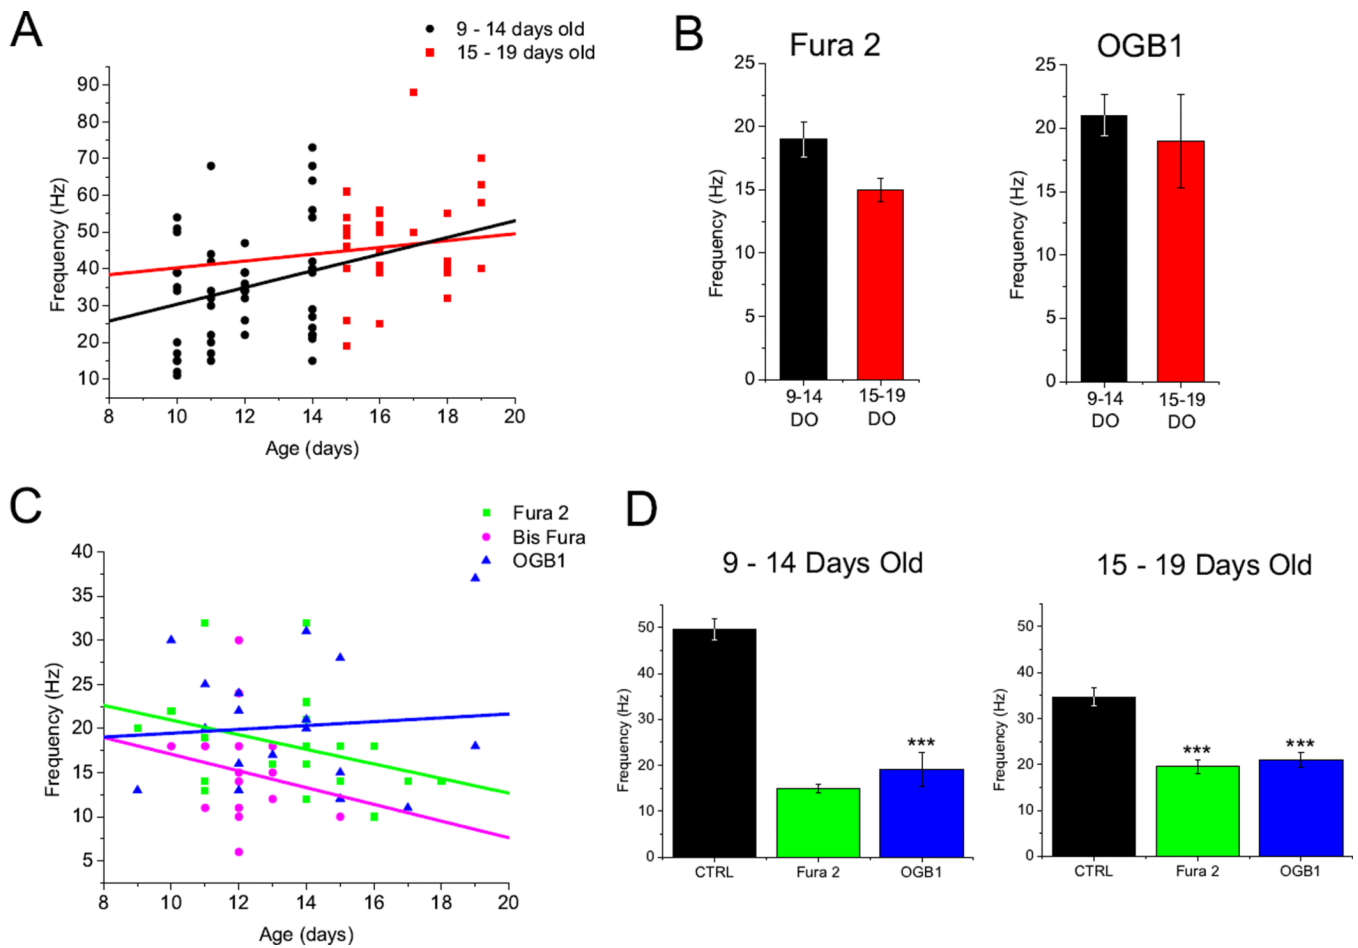 A
9 - 14 days old
15 - 19 days old
Frequency (Hz)
90
80
70
60
50
40
30
20
10
8 10 12 14 16 18 20
Age (days)
B
Fura 2
Frequency (Hz)
25
20
15
10
5
0
9-14 15-19
DO DO
OGB1
Frequency (Hz)
25
20
15
10
5
0
9-14 15-19
DO DO
C
Fura 2
Bis Fura
OGB1
Frequency (Hz)
40
35
30
25
20
15
10
5
8 10 12 14 16 18 20
Age (days)
D
9 - 14 Days Old
Frequency (Hz)
50
40
30
20
10
0
***
CTRL Fura 2 OGB1
15 - 19 Days Old
Frequency (Hz)
50
40
30
20
10
0
*** ***
CTRL Fura 2 OGB1